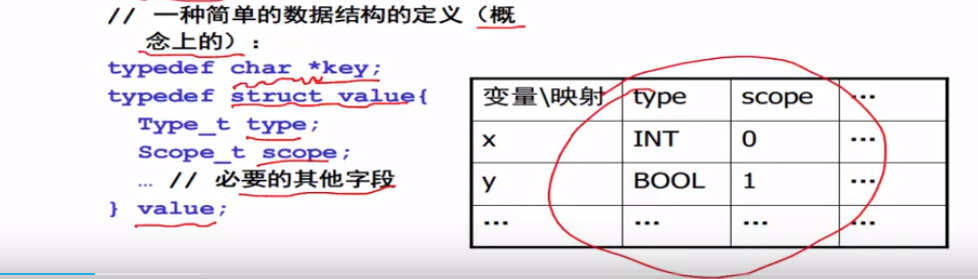 // 一种简单的数据结构的定义（概
念上的）：
typedef char *key;
typedef struct value{
Type_t type;
Scope_t scope;
… // 必要的其他字段
} value;
变量\映射 type scope …
x INT 0 …
y BOOL 1 …
… … … …